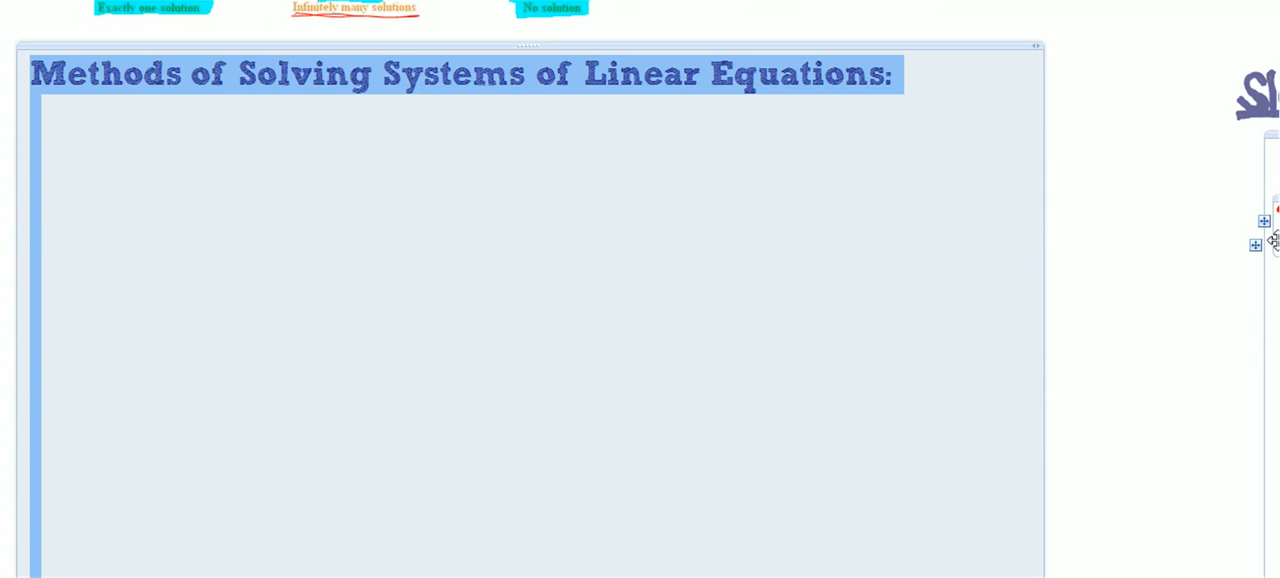 Exactly one solution Infinitely many solutions No solution
Methods of Solving Systems of Linear Equations: